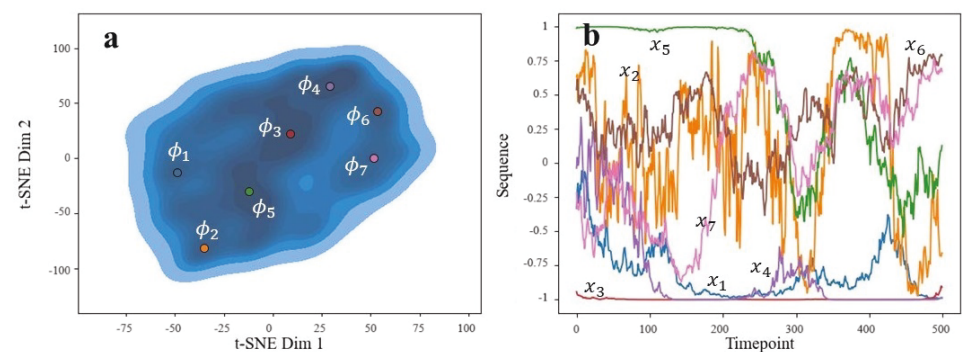 a
100
50
0
-50
-100
t-SNE Dim 2
ϕ1
ϕ2
ϕ3
ϕ4
ϕ5
ϕ6
ϕ7
-75
-50
-25
0
25
50
75
100
t-SNE Dim 1
b
1
0.75
0.5
0.25
0
-0.25
-0.5
-0.75
-1
Sequence
x5
x2
x6
x7
x4
x1
x3
0
100
200
300
400
500
Timepoint